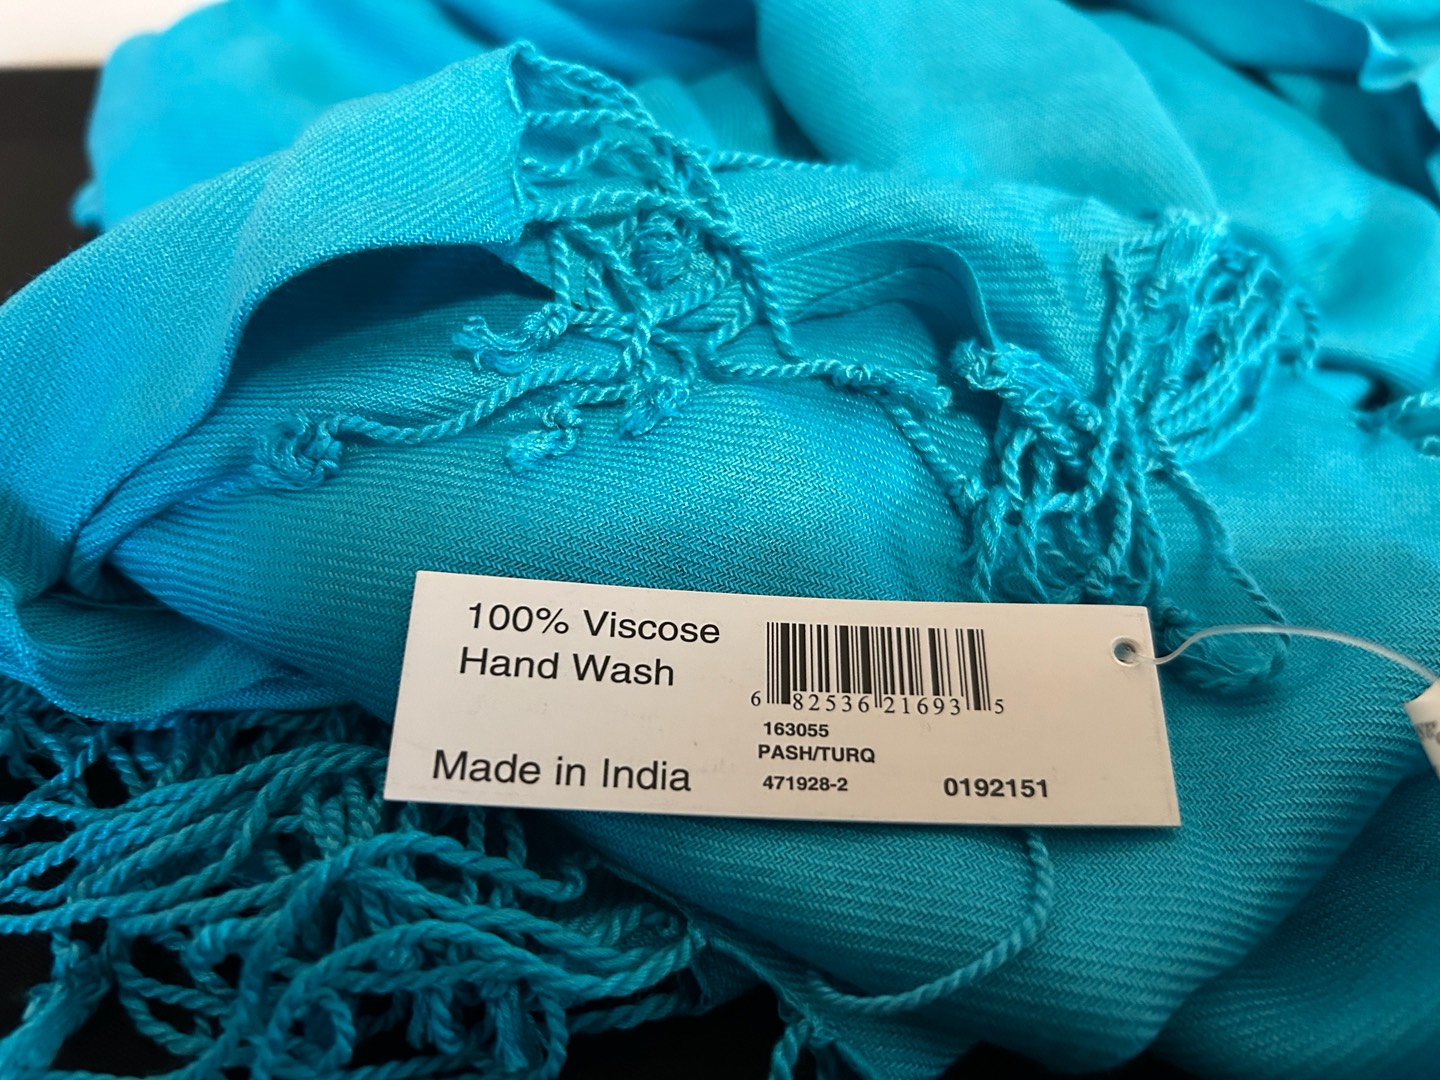 100% Viscose
Hand Wash
Made in India
6 82536 21693 5
163055
PASH/TURQ
471928-2
0192151